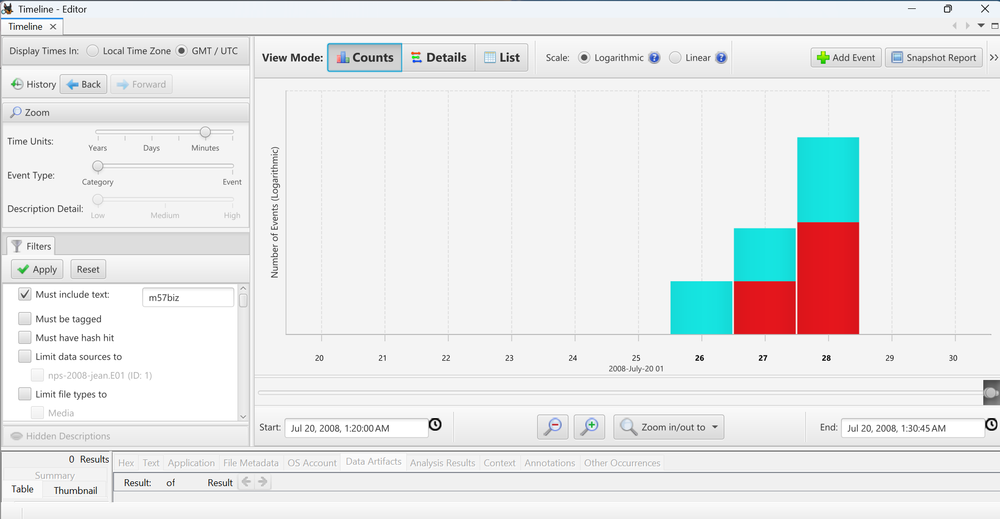 Timeline - Editor
Timeline
Display Times In: Local Time Zone GMT / UTC
History Back Forward
Zoom
Time Units:
Years Days Minutes
Event Type:
Category Event
Description Detail:
Low Medium High
Filters
Apply Reset
Must include text: m57biz
Must be tagged
Must have hash hit
Limit data sources to
nps-2008-jean.E01 (ID: 1)
Limit file types to
Media
Hidden Descriptions
View Mode: Counts Details List Scale: Logarithmic ? Linear ? Add Event Snapshot Report
Number of Events (Logarithmic)
20 21 22 23 24 25 26 27 28 29 30
2008-July-20 01
Start: Jul 20, 2008, 1:20:00 AM Zoom in/out to End: Jul 20, 2008, 1:30:45 AM
0 Results
Summary
Table Thumbnail
Hex Text Application File Metadata OS Account Data Artifacts Analysis Results Context Annotations Other Occurrences
Result: of Result